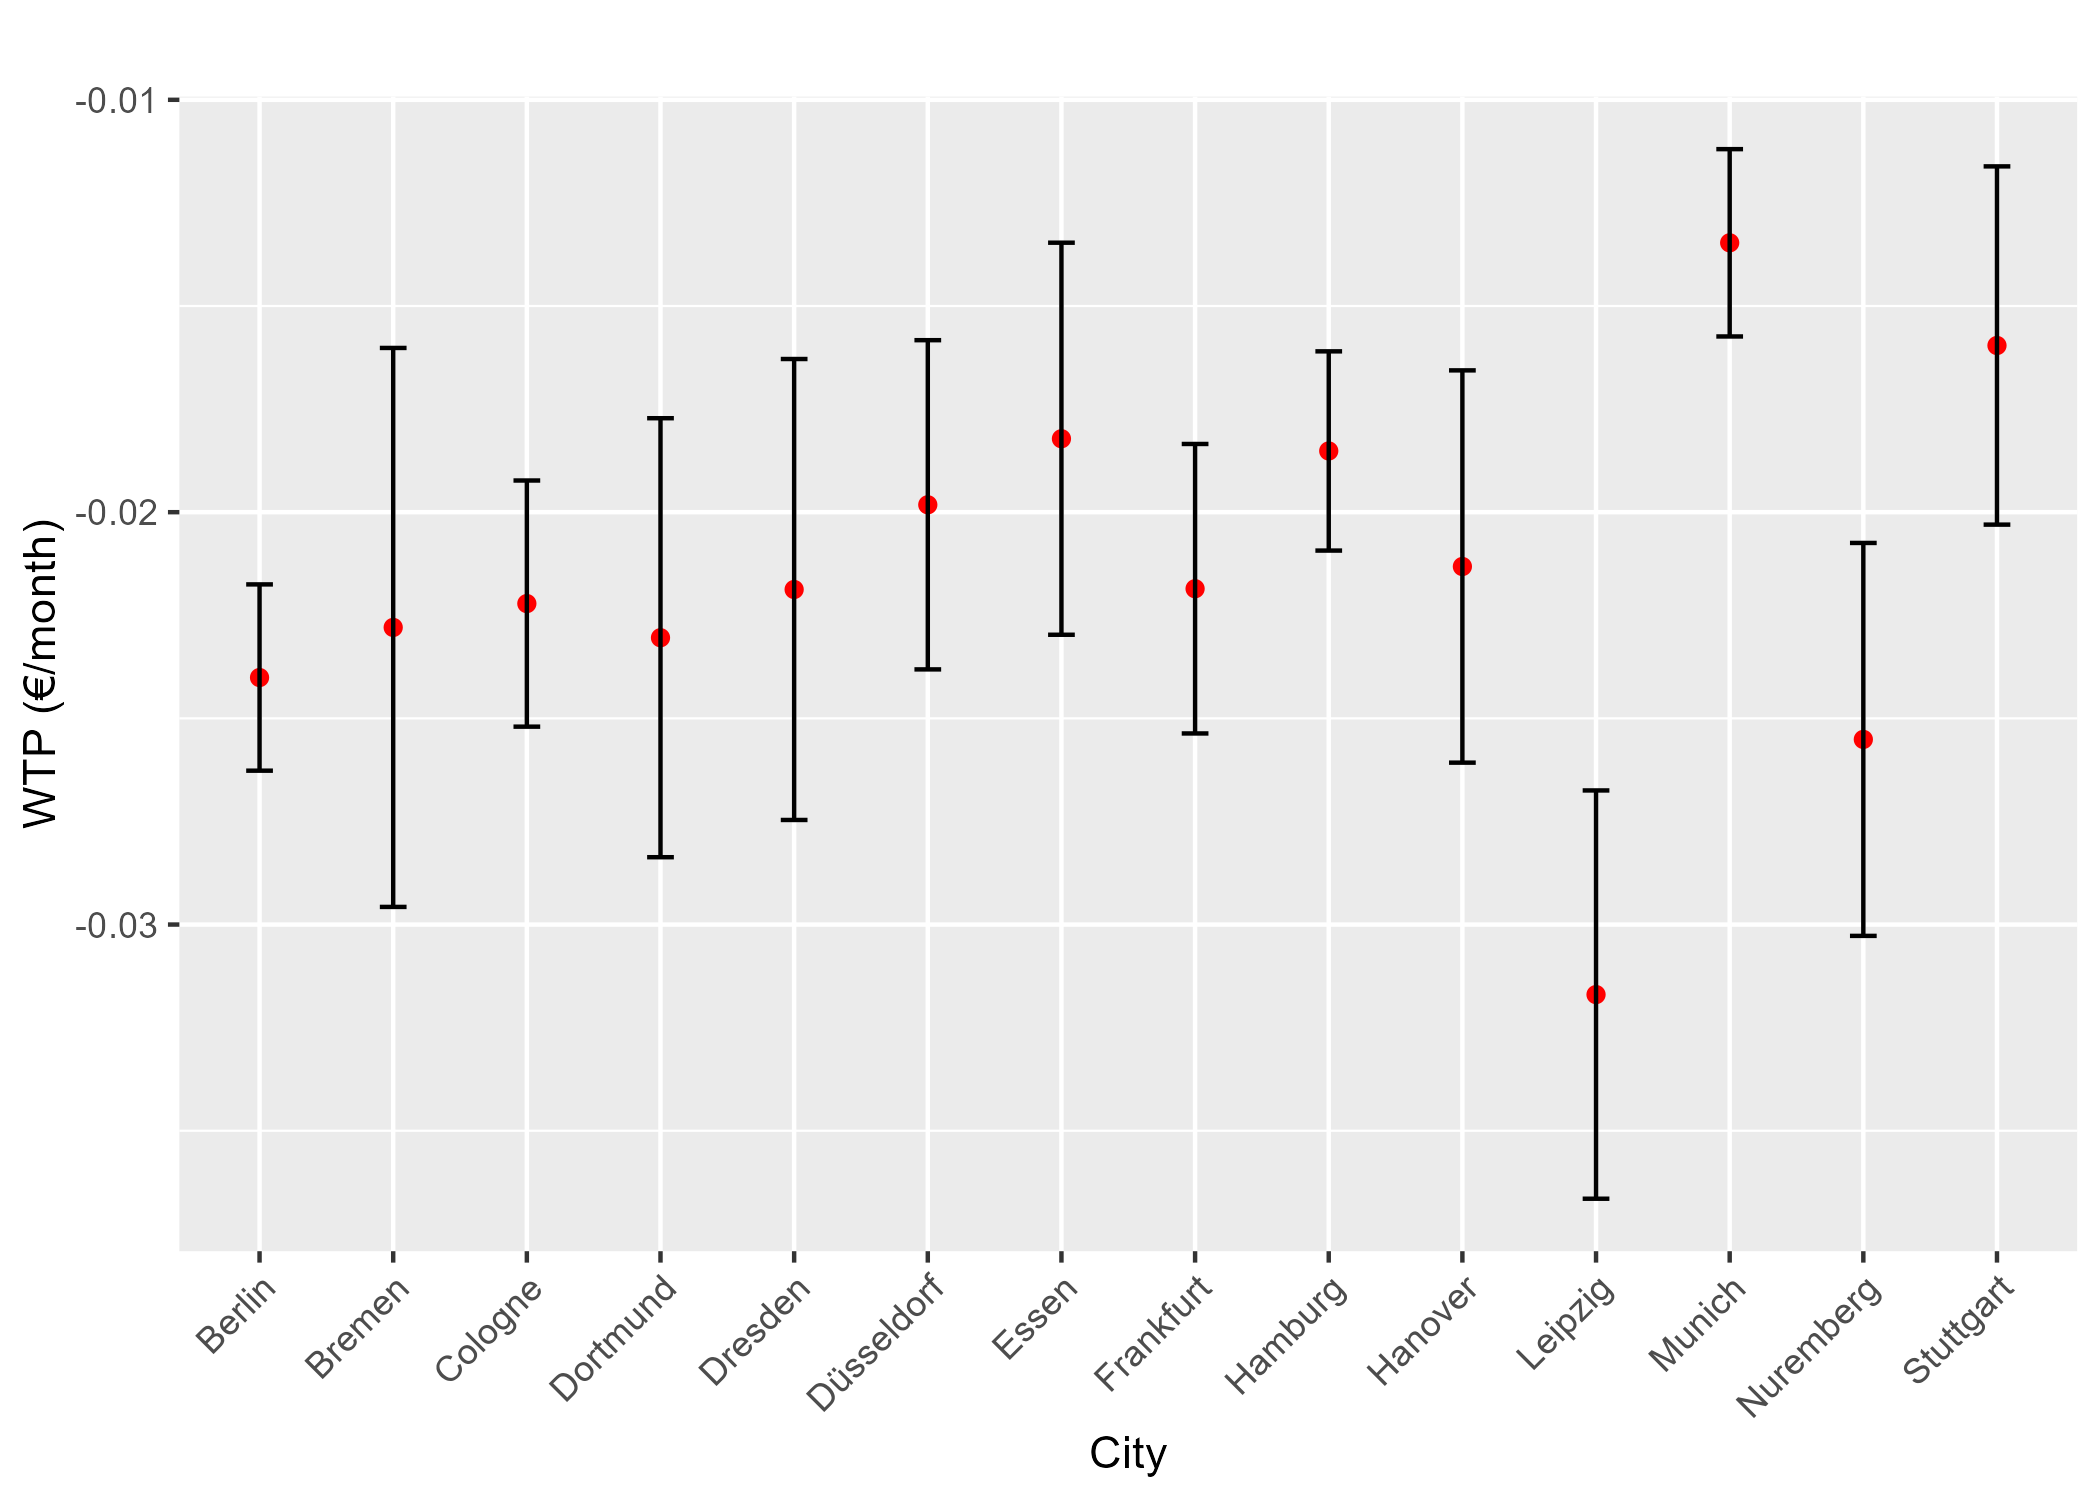 WTP (€/month)
-0.01
-0.02
-0.03
Berlin
Bremen
Cologne
Dortmund
Dresden
Düsseldorf
Essen
Frankfurt
Hamburg
Hanover
Leipzig
Munich
Nuremberg
Stuttgart
City